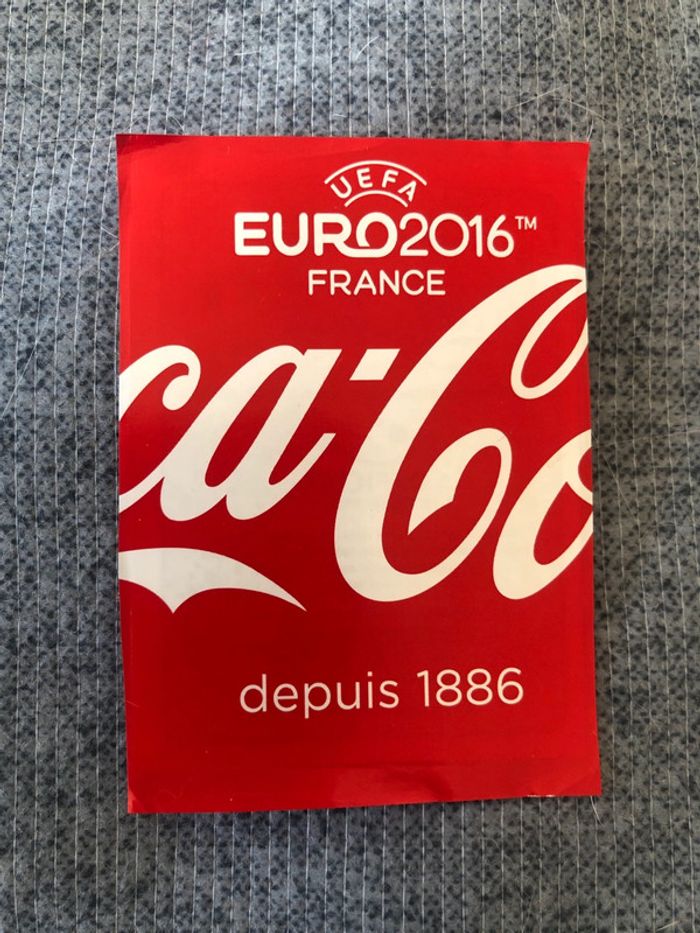 UEFA
EURO2016™
FRANCE
ca-Co
depuis 1886